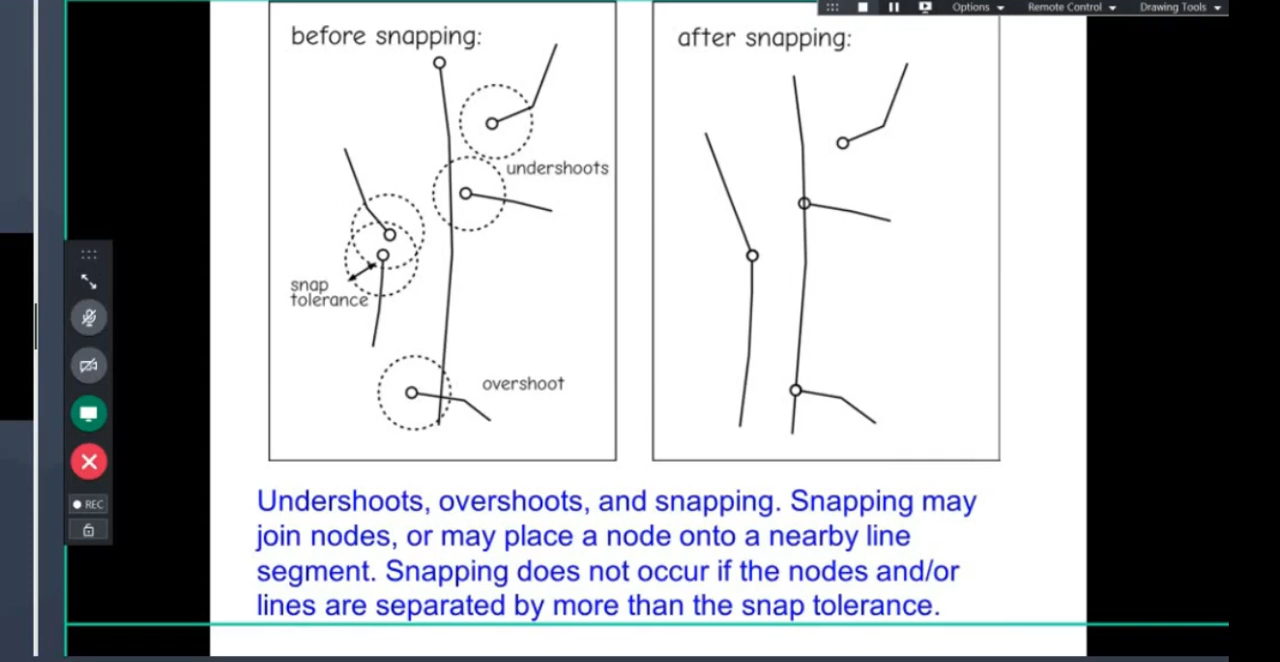 Options
Remote Control
Drawing Tools
before snapping:
undershoots
snap
tolerance
overshoot
after snapping:
REC
Undershoots, overshoots, and snapping. Snapping may
join nodes, or may place a node onto a nearby line
segment. Snapping does not occur if the nodes and/or
lines are separated by more than the snap tolerance.